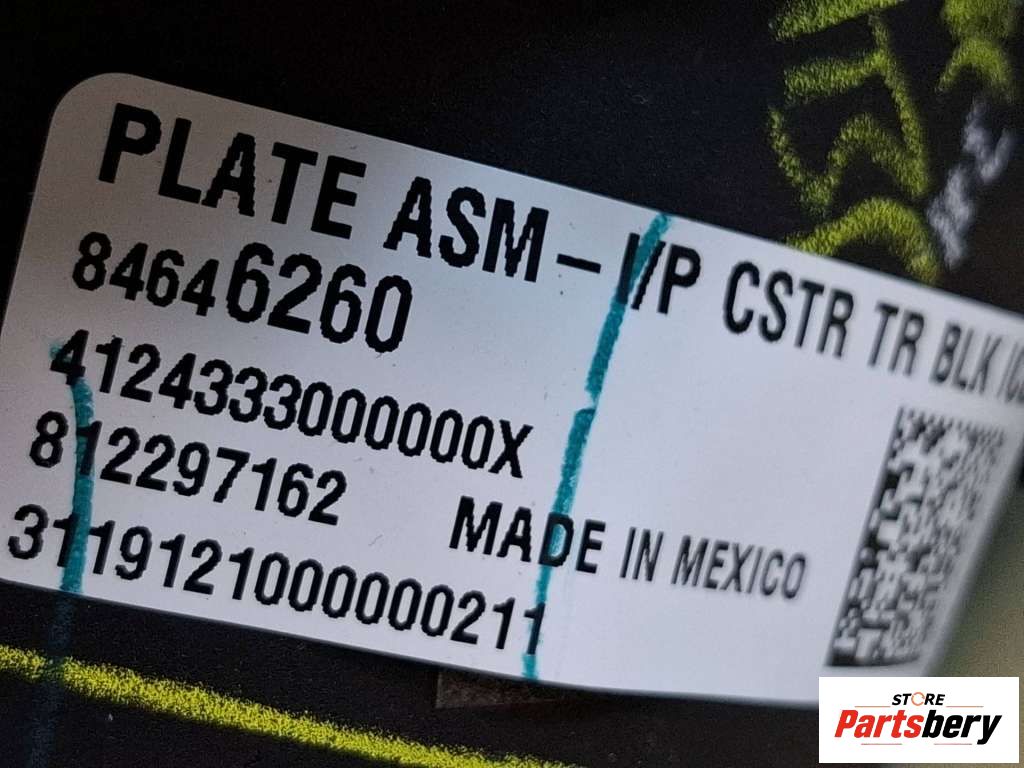 PLATE ASM – I/P CSTR TR BLK
84646260
4124333000000X
812297162
MADE IN MEXICO
3119121000000211
STORE
Partsbery